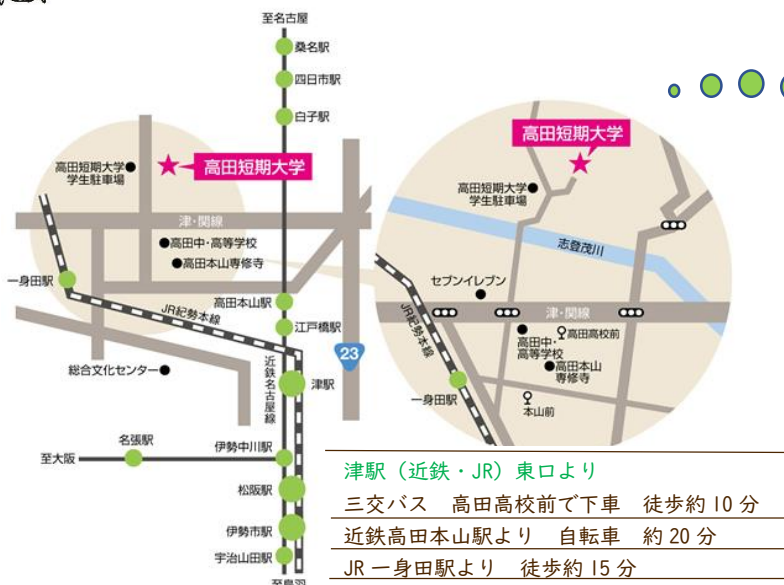 至名古屋
桑名駅
四日市駅
白子駅
高田短期大学
学生駐車場
高田短期大学
津・関線
高田中・高等学校
高田本山専修寺
一身田駅
高田本山駅
JR紀勢本線
江戸橋駅
23
近鉄名古屋線
津駅
総合文化センター
名張駅
至大阪
伊勢中川駅
松阪駅
伊勢市駅
宇治山田駅
高田短期大学
高田短期大学
学生駐車場
志登茂川
セブンイレブン
津・関線
JR紀勢本線
高田高校前
高田中・
高等学校
高田本山
専修寺
一身田駅
本山前
津駅（近鉄・JR）東口より
三交バス　高田高校前で下車　徒歩約10分
近鉄高田本山駅より　自転車　約20分
JR一身田駅より　徒歩約15分